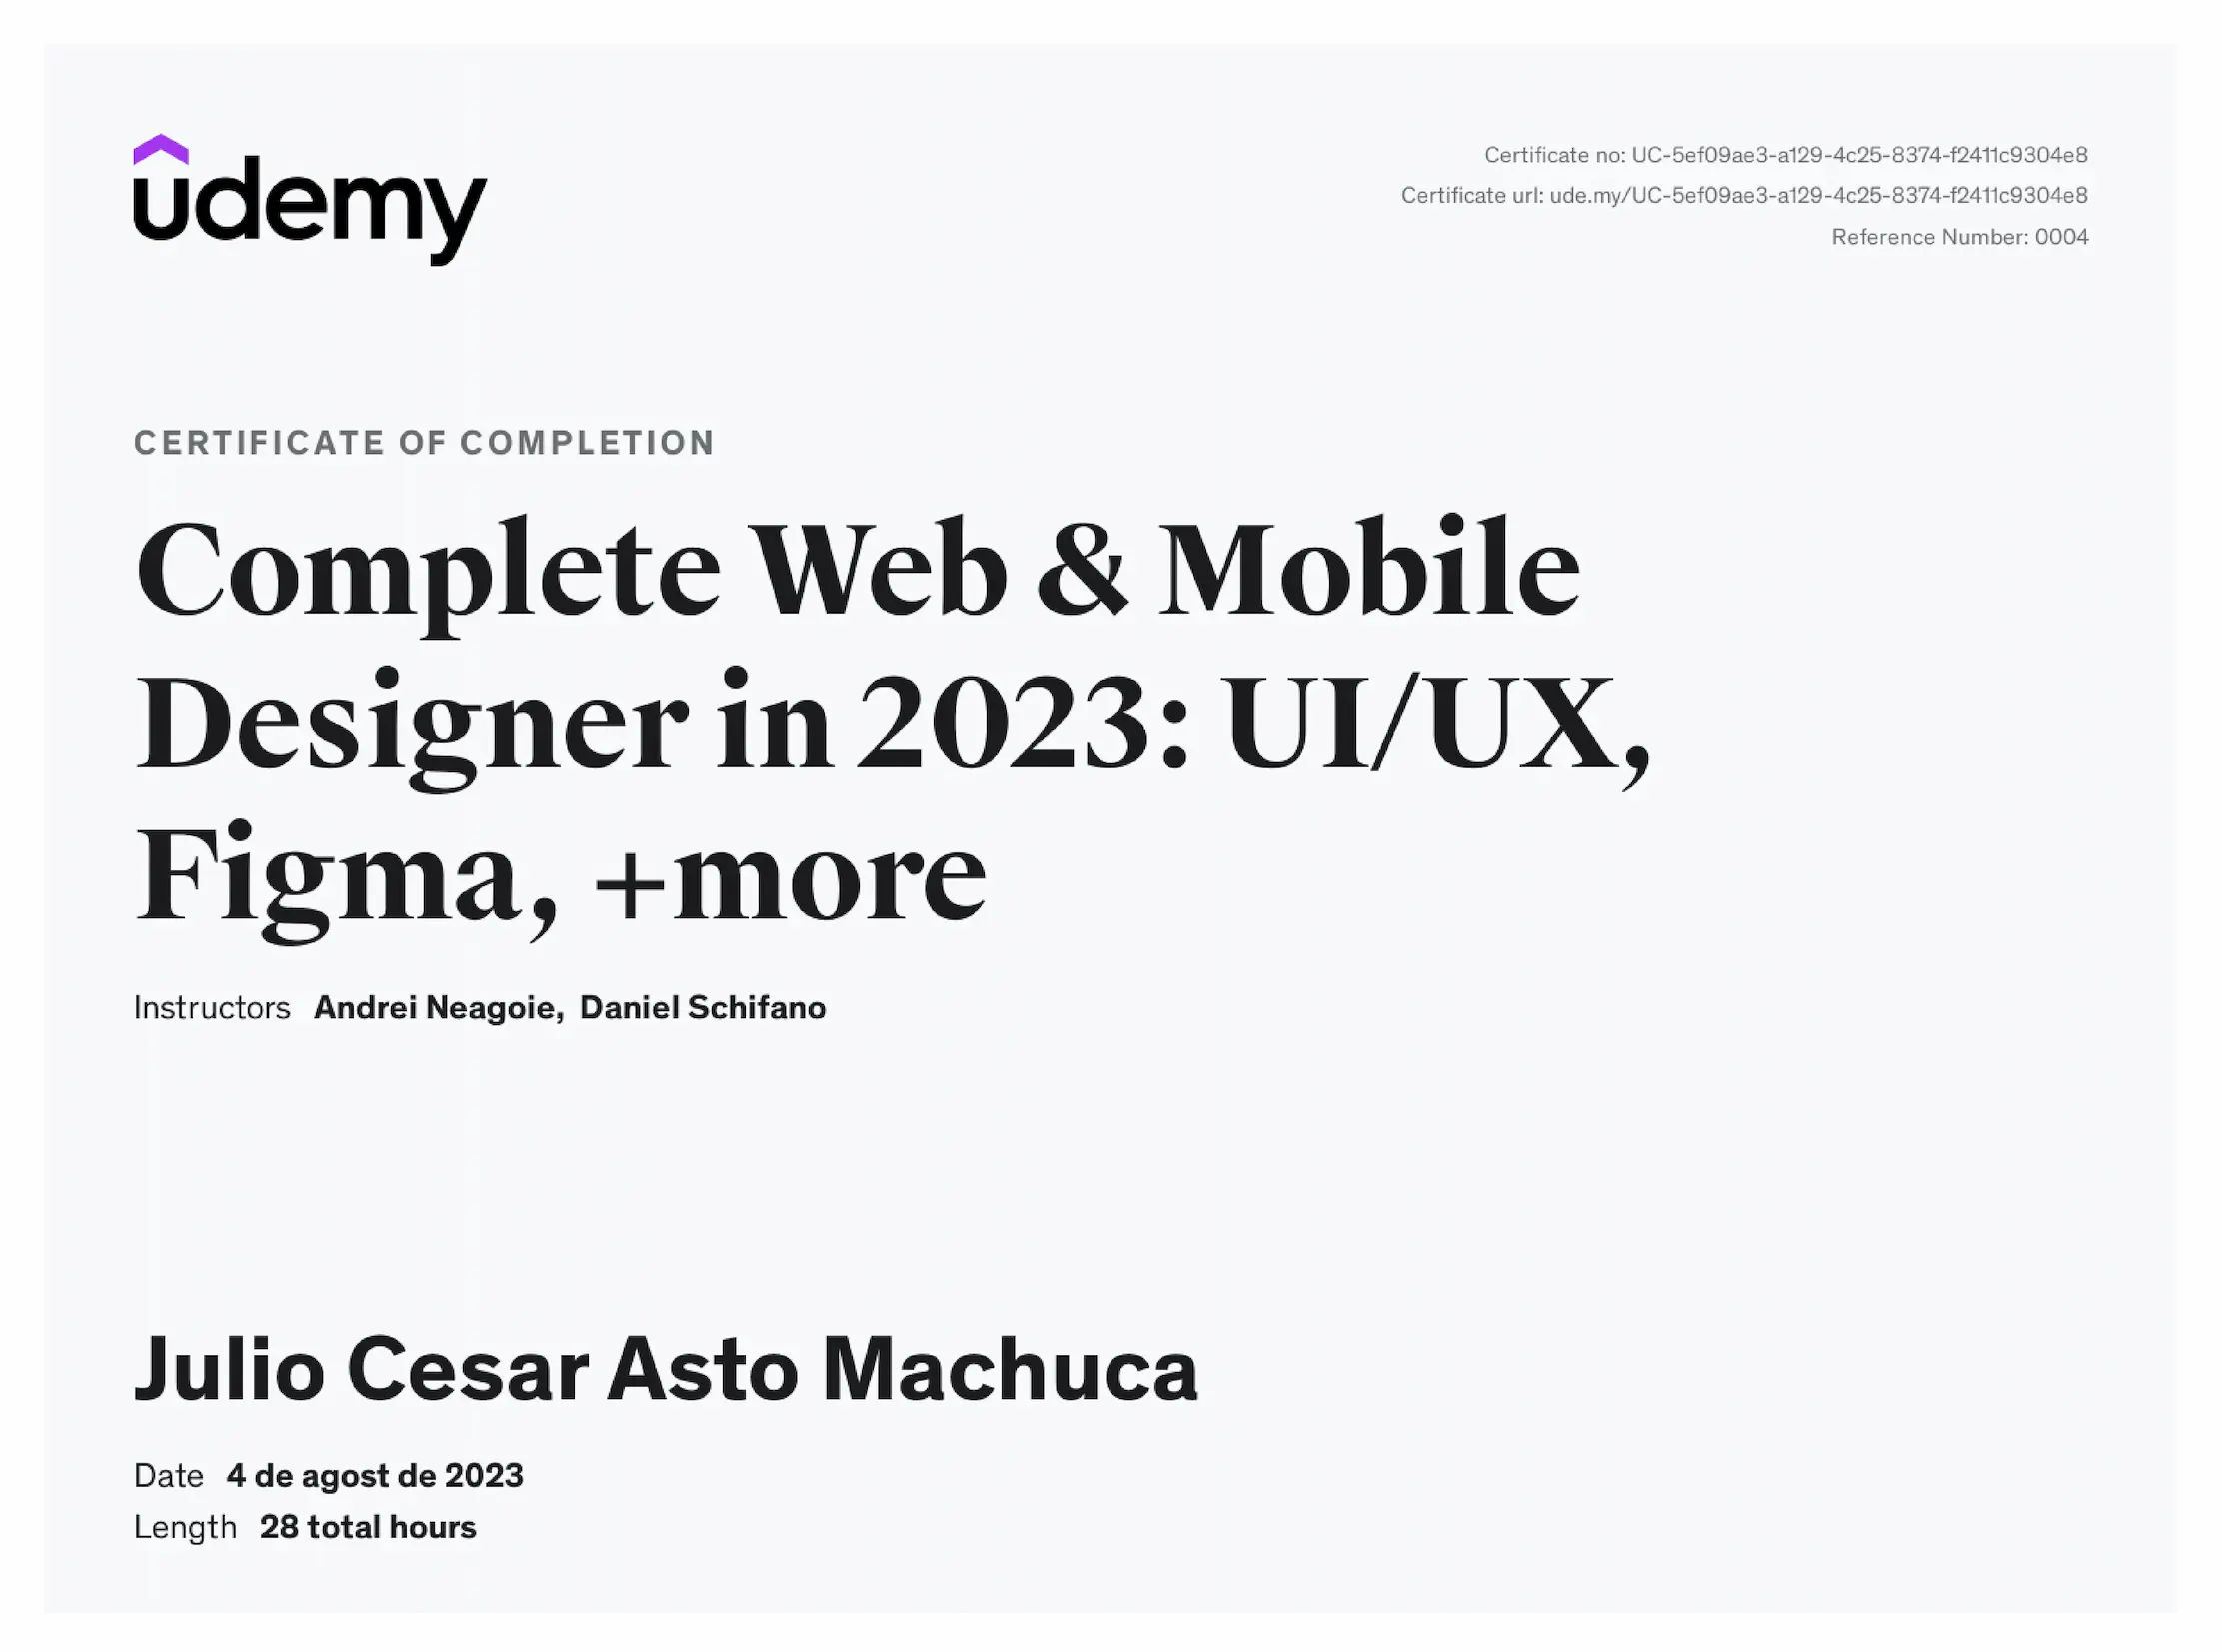 udemy
Certificate no: UC-5ef09ae3-a129-4c25-8374-f2411c9304e8
Certificate url: ude.my/UC-5ef09ae3-a129-4c25-8374-f2411c9304e8
Reference Number: 0004
CERTIFICATE OF COMPLETION
Complete Web & Mobile
Designer in 2023: UI/UX,
Figma, +more
Instructors Andrei Neagoie, Daniel Schifano
Julio Cesar Asto Machuca
Date 4 de agost de 2023
Length 28 total hours